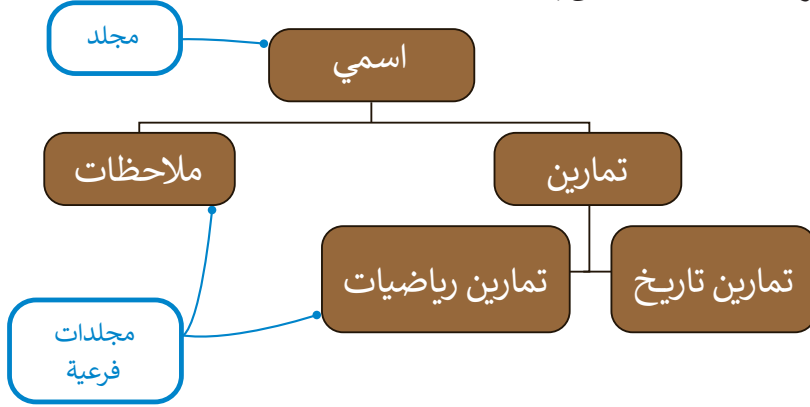 مجلد
اسمي
تمارين
ملاحظات
تمارين تاريخ
تمارين رياضيات
مجلدات
فرعية